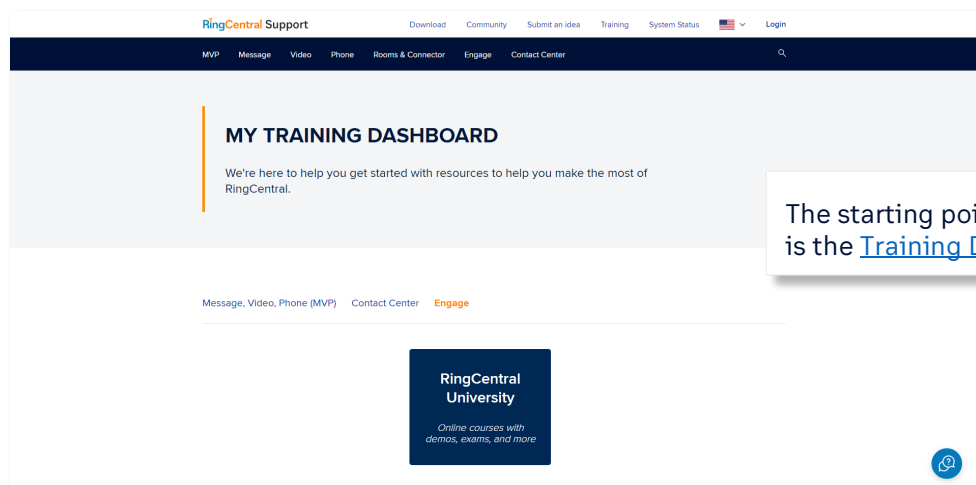 RingCentral Support
Download Community Submit an idea Training System Status Login
MVP Message Video Phone Rooms & Connector Engage Contact Center
MY TRAINING DASHBOARD
We're here to help you get started with resources to help you make the most of
RingCentral.
The starting
is the Training
Message, Video, Phone (MVP) Contact Center Engage
RingCentral
University
Online courses with
demos, exams, and more